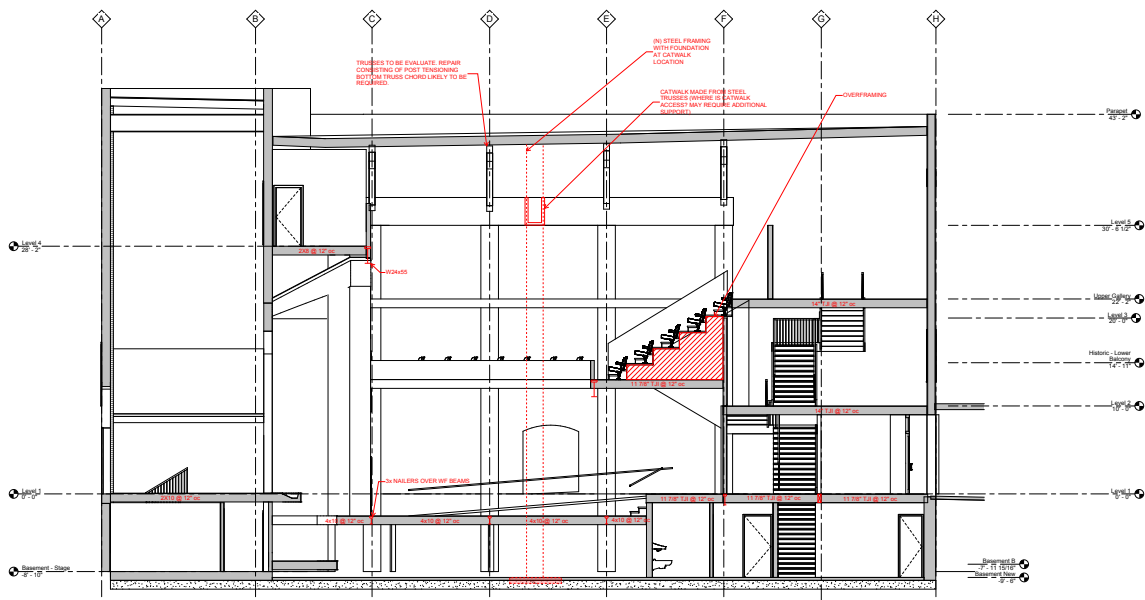 A
B
C
D
E
F
G
H
(N) STEEL FRAMING
WITH FOUNDATION
AT CATWALK
LOCATION
TRUSSES TO BE EVALUATE. REPAIR
CONSISTING OF POST TENSIONING
BOTTOM TRUSS CHORD LIKELY TO BE
REQUIRED.
CATWALK MADE FROM STEEL
TRUSSES (WHERE IS CATWALK
ACCESS? MAY REQUIRE ADDITIONAL
SUPPORT)
OVERFRAMING
Parapet
43' - 2"
Level 5
30' - 6 1/2"
Level 4
28' - 2"
2X8 @ 12" oc
W24x55
Upper Gallery
22' - 2"
14" TJI @ 12" oc
Level 3
20' - 0"
Historic - Lower
Balcony
14' - 11"
11 7/8" TJI @ 12" oc
Level 2
10' - 0"
14" TJI @ 12" oc
3x NAILERS OVER WF BEAMS
Level 1
0' - 0"
2X10 @ 12" oc
11 7/8" TJI @ 12" oc
11 7/8" TJI @ 12" oc
11 7/8" TJI @ 12" oc
Level 1
0' - 0"
4x10 @ 12" oc
4x10 @ 12" oc
4x10 @ 12" oc
4x10 @ 12" oc
Basement - Stage
-8' - 10"
Basement B
-7' - 11 15/16"
Basement New
-9' - 6"